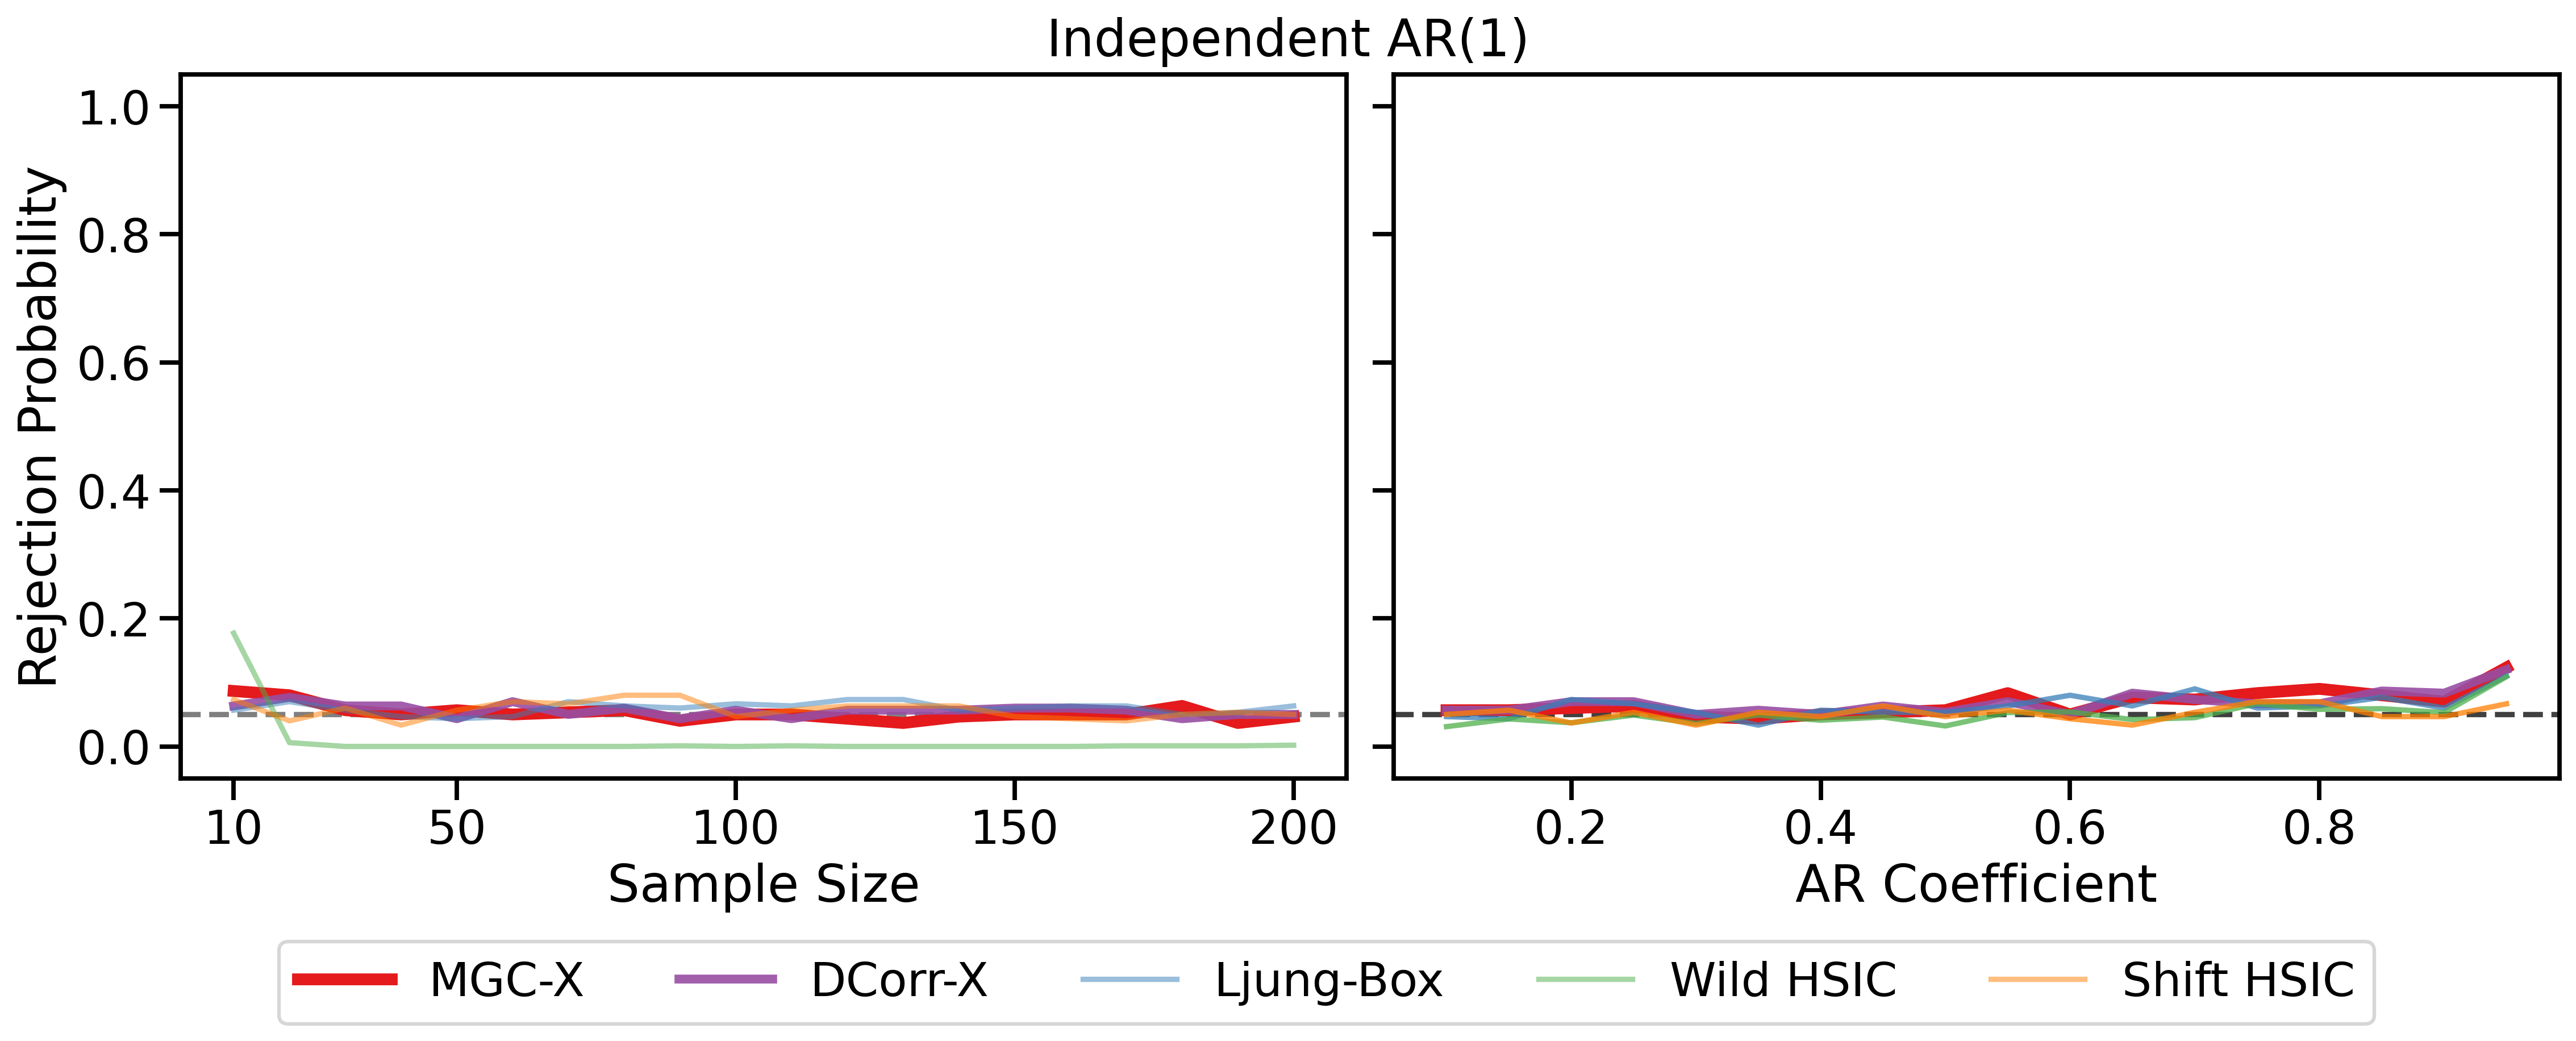 Independent AR(1)
Rejection Probability
1.0
0.8
0.6
0.4
0.2
0.0
10 50 100 150 200
Sample Size
0.2 0.4 0.6 0.8
AR Coefficient
MGC-X DCorr-X Ljung-Box Wild HSIC Shift HSIC